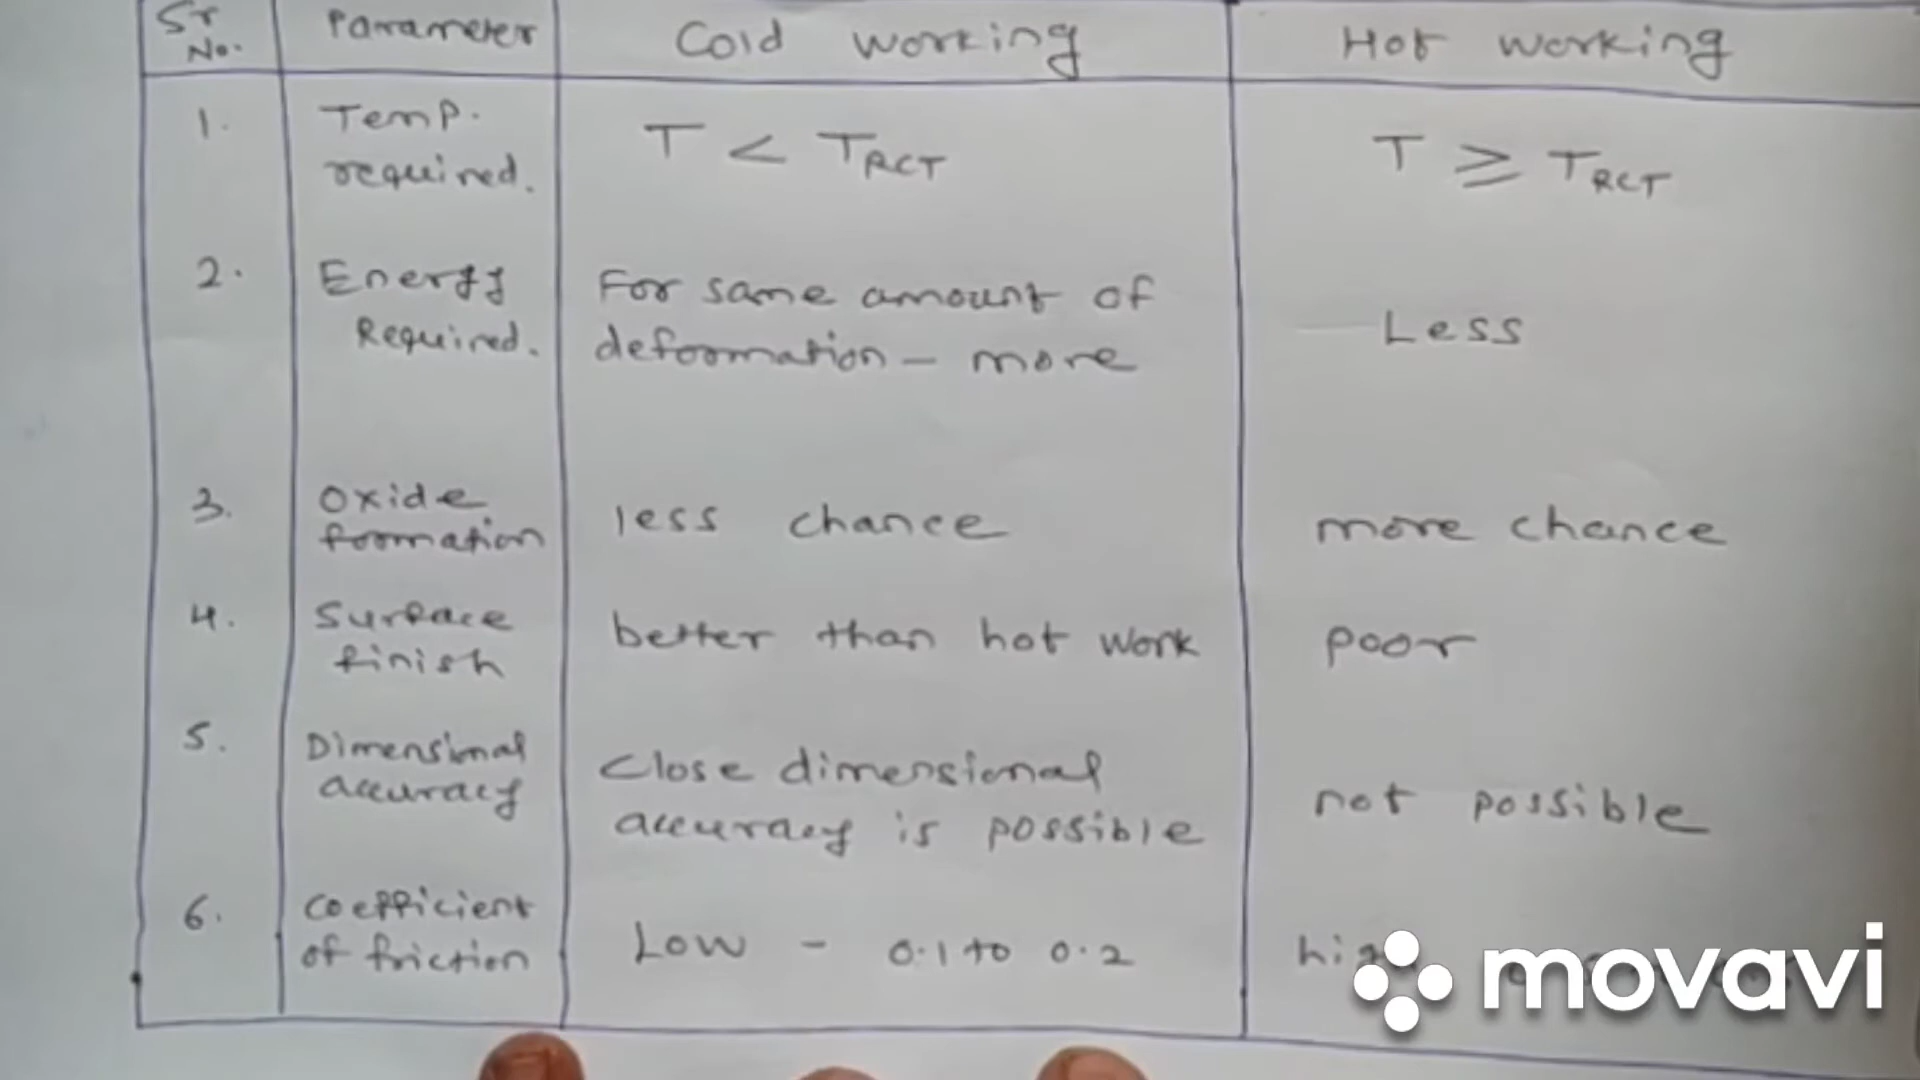 Sr No. Parameter Cold working Hot working
1. Temp. required. T < TRCT T ≥ TRCT
2. Energy Required. For same amount of deformation - more Less
3. Oxide formation less chance more chance
4. Surface finish better than hot work poor
5. Dimensional accuracy Close dimensional accuracy is possible not possible
6. Coefficient of friction Low - 0.1 to 0.2
movavi